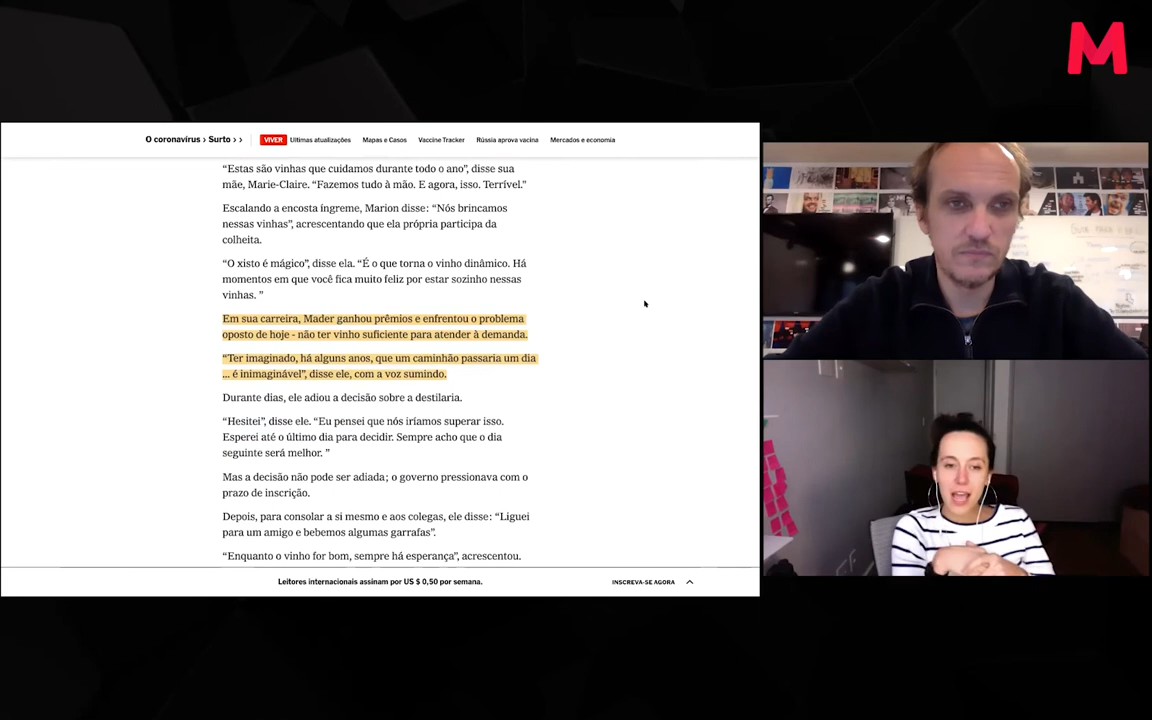 M
O coronavírus › Surto › ›
VIVER Ultimas atualizações Mapas e Casos Vaccine Tracker Rússia aprova vacina Mercados e economia
“Estas são vinhas que cuidamos durante todo o ano”, disse sua
mãe, Marie-Claire. “Fazemos tudo à mão. E agora, isso. Terrível."
Escalando a encosta íngreme, Marion disse: “Nós brincamos
nessas vinhas”, acrescentando que ela própria participa da
colheita.
“O xisto é mágico”, disse ela. “É o que torna o vinho dinâmico. Há
momentos em que você fica muito feliz por estar sozinho nessas
vinhas. ”
Em sua carreira, Mader ganhou prêmios e enfrentou o problema
oposto de hoje - não ter vinho suficiente para atender à demanda.
“Ter imaginado, há alguns anos, que um caminhão passaria um dia
... é inimaginável”, disse ele, com a voz sumindo.
Durante dias, ele adiou a decisão sobre a destilaria.
“Hesitei”, disse ele. “Eu pensei que nós iríamos superar isso.
Esperei até o último dia para decidir. Sempre acho que o dia
seguinte será melhor. ”
Mas a decisão não pode ser adiada; o governo pressionava com o
prazo de inscrição.
Depois, para consolar a si mesmo e aos colegas, ele disse: “Liguei
para um amigo e bebemos algumas garrafas”.
“Enquanto o vinho for bom, sempre há esperança”, acrescentou.
Leitores internacionais assinam por US $ 0,50 por semana.
INSCREVA-SE AGORA